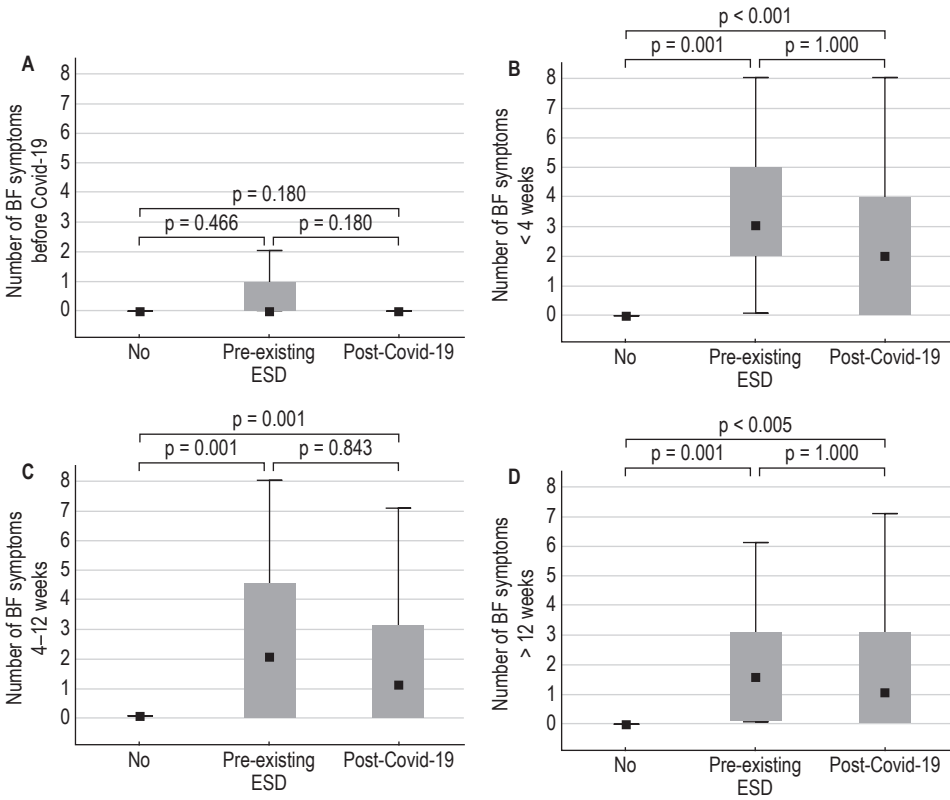 A
Number of BF symptoms
before Covid-19
8
7
6
5
4
3
2
1
0
p = 0.180
p = 0.466
p = 0.180
No
Pre-existing
ESD
Post-Covid-19
B
Number of BF symptoms
< 4 weeks
8
7
6
5
4
3
2
1
0
p < 0.001
p = 0.001
p = 1.000
No
Pre-existing
ESD
Post-Covid-19
C
Number of BF symptoms
4–12 weeks
8
7
6
5
4
3
2
1
0
p = 0.001
p = 0.001
p = 0.843
No
Pre-existing
ESD
Post-Covid-19
D
Number of BF symptoms
> 12 weeks
8
7
6
5
4
3
2
1
0
p < 0.005
p = 0.001
p = 1.000
No
Pre-existing
ESD
Post-Covid-19